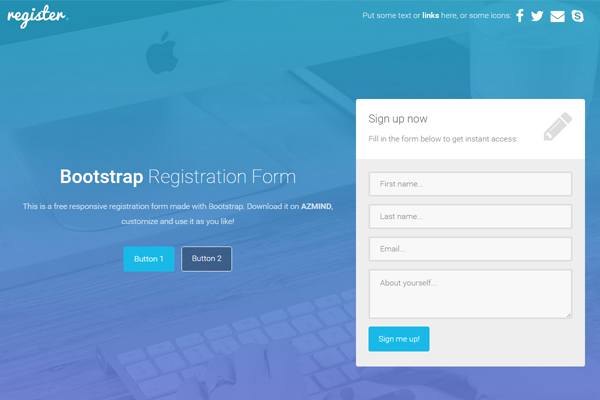 register.
Put some text or links here, or some icons:
Bootstrap Registration Form
This is a free responsive registration form made with Bootstrap. Download it on AZMIND,
customize and use it as you like!
Button 1 Button 2
Sign up now
Fill in the form below to get instant access:
First name...
Last name...
Email...
About yourself...
Sign me up!